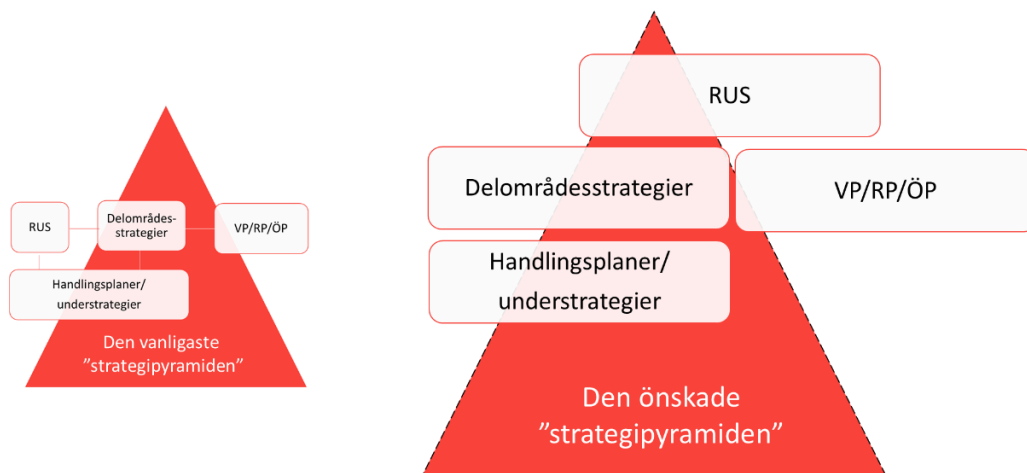 RUS
Delområdes-
strategier
VP/RP/ÖP
Handlingsplaner/
understrategier
Den vanligaste
”strategipyramiden”
RUS
Delområdesstrategier
VP/RP/ÖP
Handlingsplaner/
understrategier
Den önskade
”strategipyramiden”